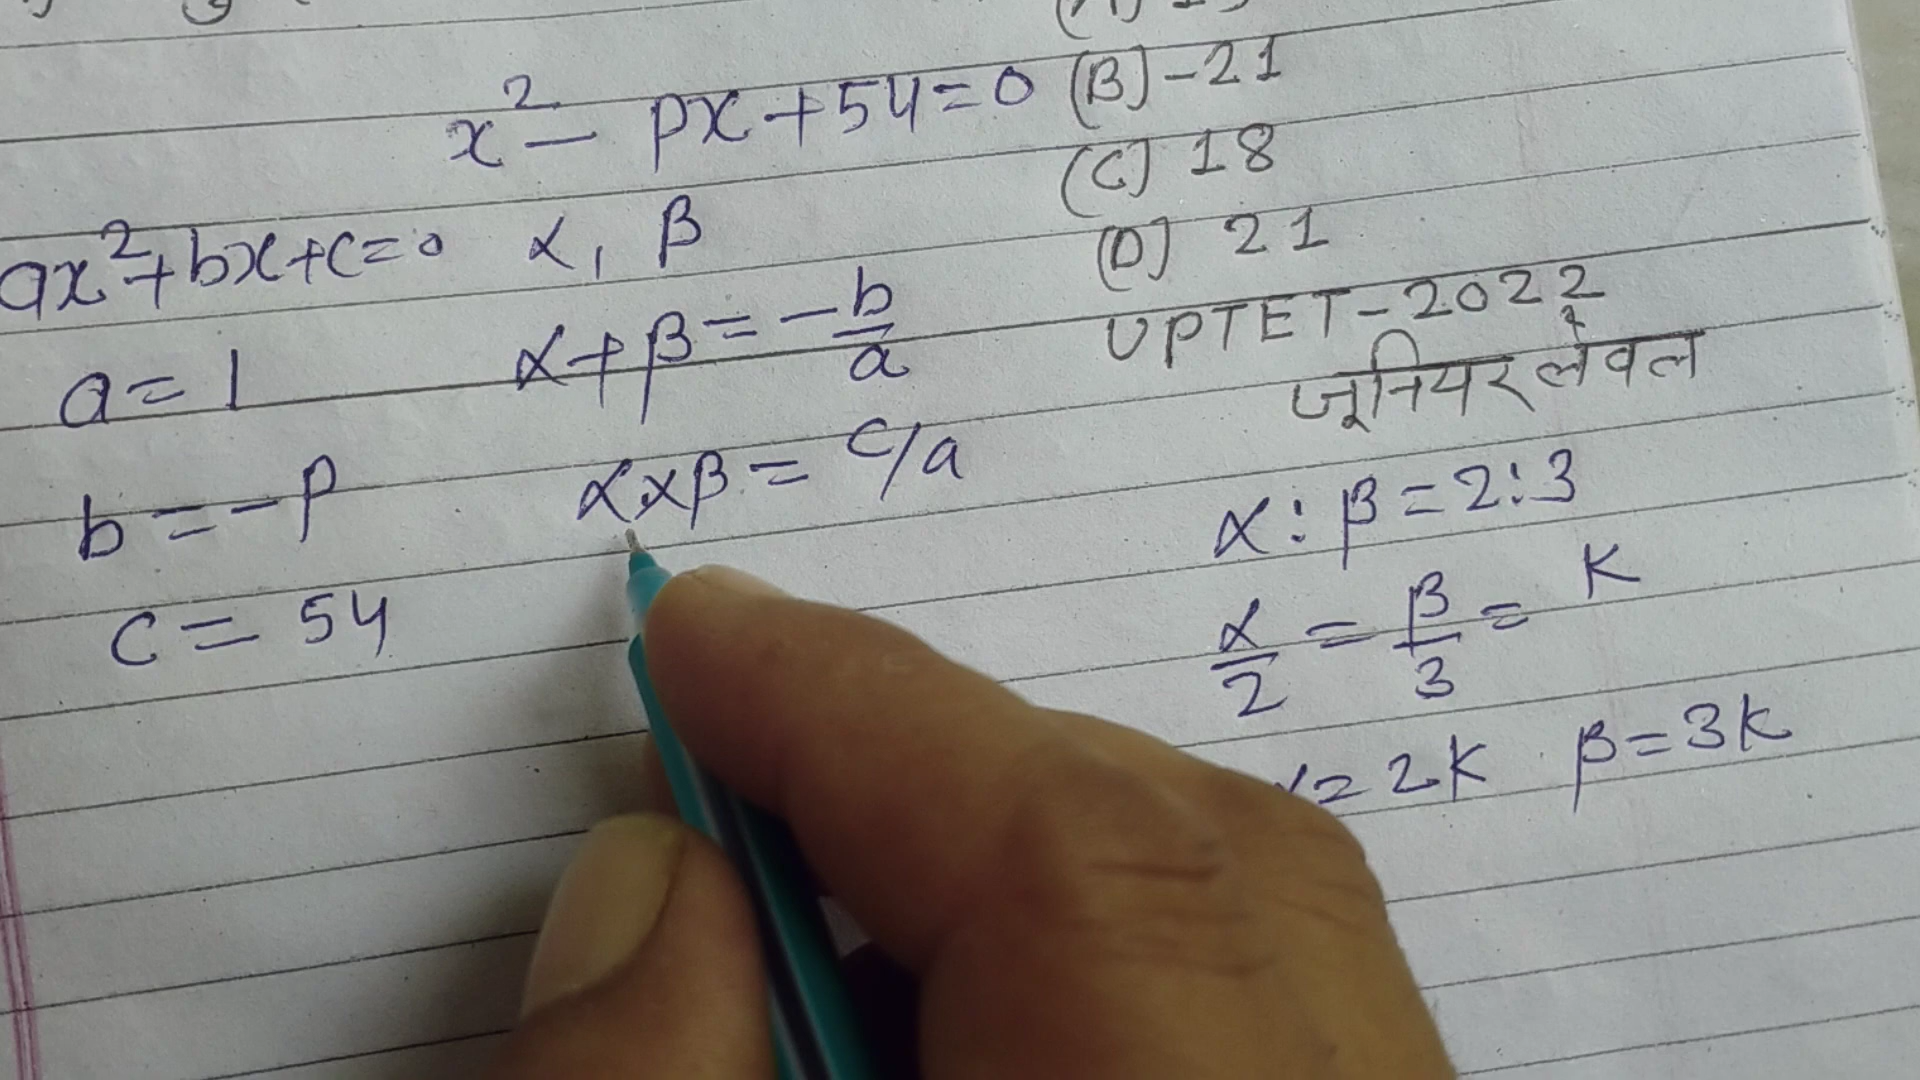 x² - px + 54 = 0
(B) -21
(C) 18
(D) 21
UPTET-2022
जूनियर लेवल
ax² + bx + c = 0 α, β
a = 1
α + β = -b/a
b = -p
α × β = c/a
c = 54
α : β = 2 : 3
α/2 = β/3 = K
= 2K β = 3K